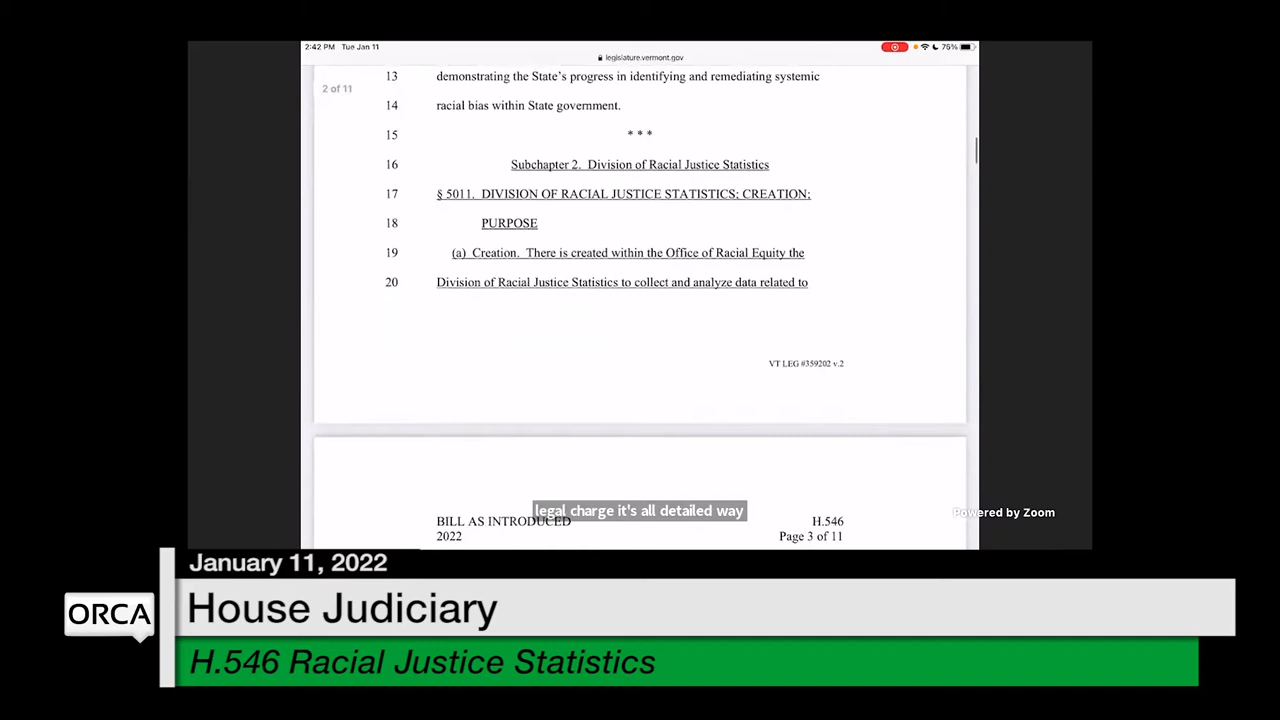 2:42 PM Tue Jan 11
75%
legislature.vermont.gov
2 of 11
13 demonstrating the State's progress in identifying and remediating systemic
14 racial bias within State government.
15 * * *
16 Subchapter 2. Division of Racial Justice Statistics
17 § 5011. DIVISION OF RACIAL JUSTICE STATISTICS; CREATION;
18 PURPOSE
19 (a) Creation. There is created within the Office of Racial Equity the
20 Division of Racial Justice Statistics to collect and analyze data related to
VT LEG #359202 v.2
legal charge it's all detailed way
BILL AS INTRODUCED H.546
2022 Page 3 of 11
Powered by Zoom
January 11, 2022
ORCA
House Judiciary
H.546 Racial Justice Statistics